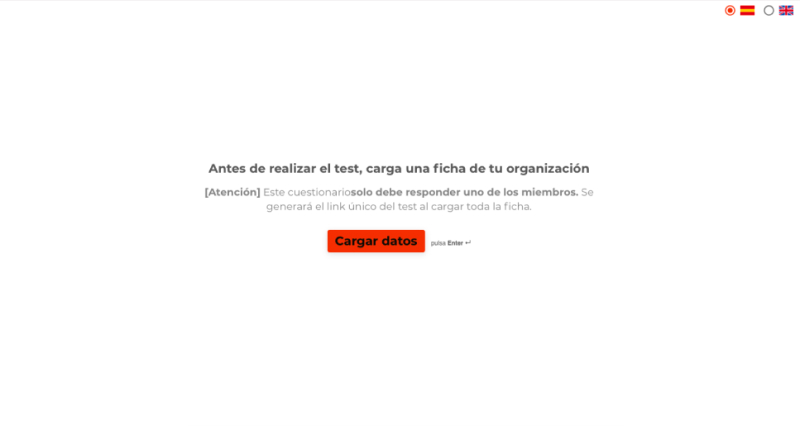 Antes de realizar el test, carga una ficha de tu organización
[Atención] Este cuestionariosolo debe responder uno de los miembros. Se
generará el link único del test al cargar toda la ficha.
Cargar datos pulsa Enter ↵